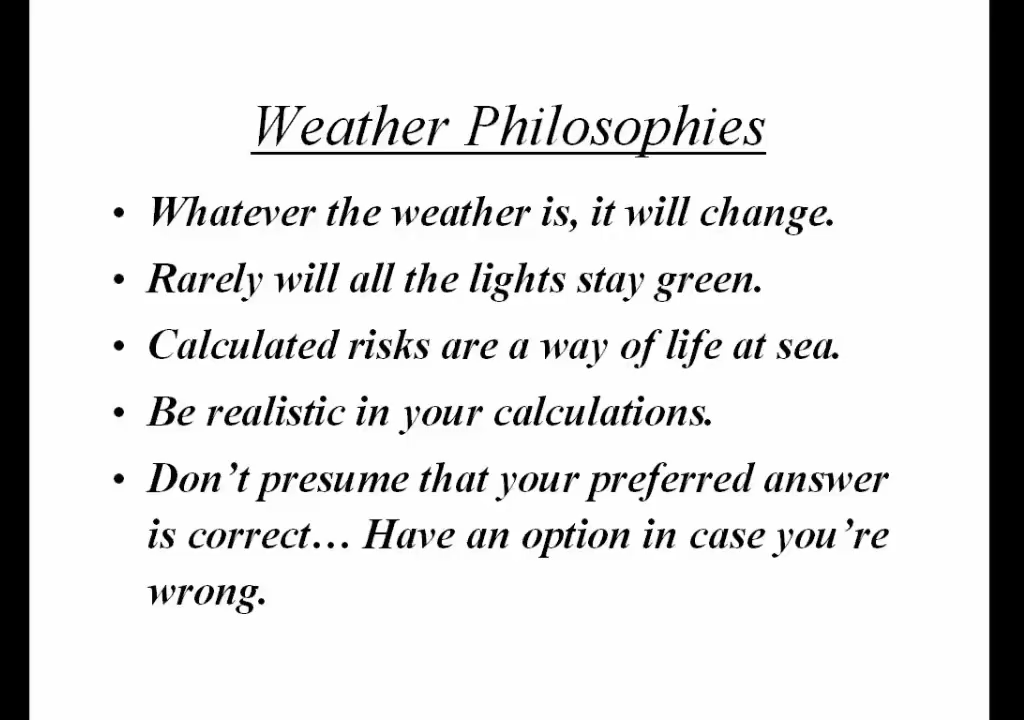 Weather Philosophies
• Whatever the weather is, it will change.
• Rarely will all the lights stay green.
• Calculated risks are a way of life at sea.
• Be realistic in your calculations.
• Don’t presume that your preferred answer
is correct… Have an option in case you’re
wrong.